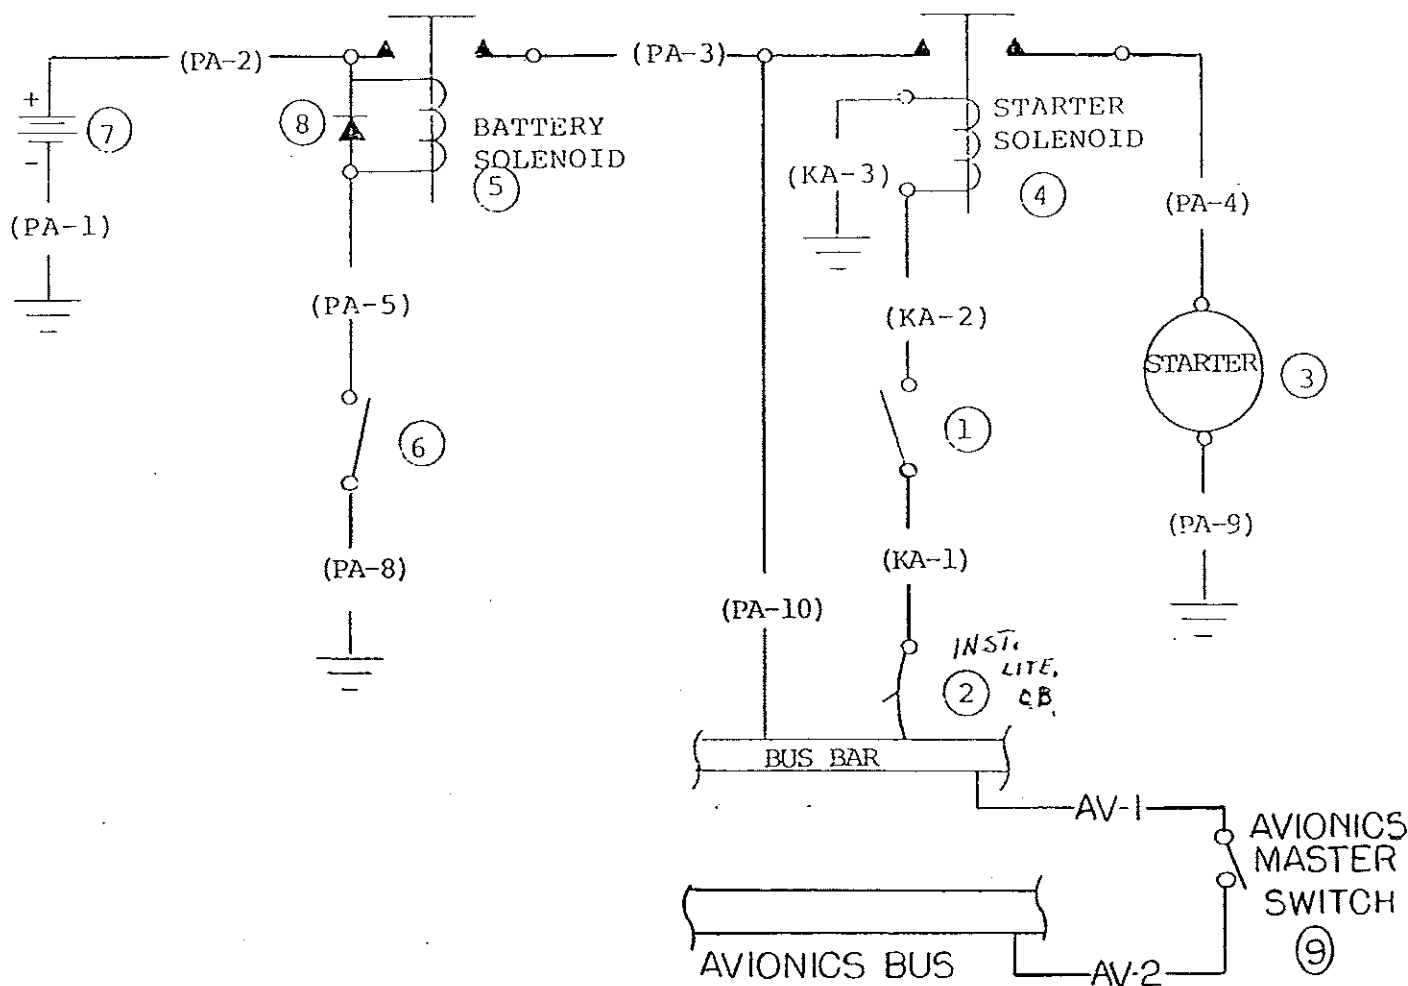 (PA-2)
(PA-3)
+
7
8
BATTERY
SOLENOID
5
-
(PA-1)
STARTER
SOLENOID
4
(KA-3)
(PA-4)
(PA-5)
(KA-2)
STARTER
3
6
1
(PA-9)
(PA-8)
(KA-1)
(PA-10)
INST.
LITE.
C.B.
2
BUS BAR
AV-1
AVIONICS
MASTER
SWITCH
9
AVIONICS BUS
AV-2